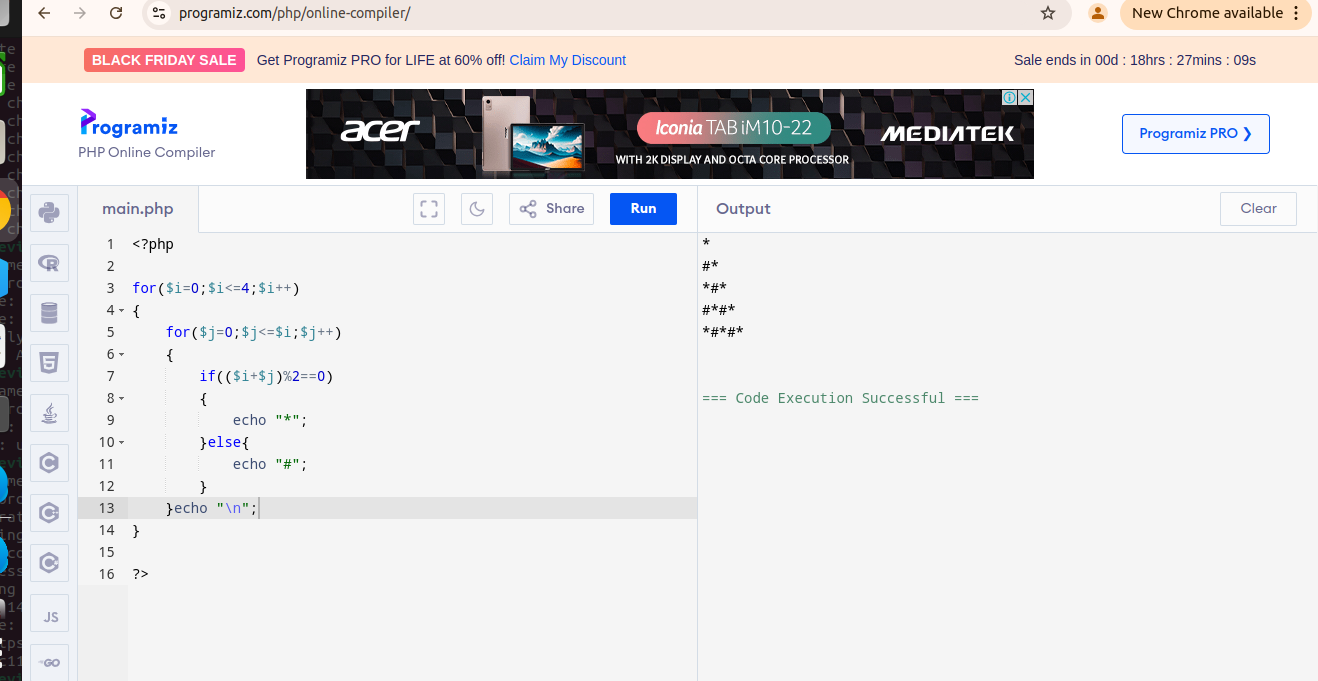 programiz.com/php/online-compiler/
New Chrome available
BLACK FRIDAY SALE Get Programiz PRO for LIFE at 60% off! Claim My Discount
Sale ends in 00d : 18hrs : 27mins : 09s
Programiz
PHP Online Compiler
acer
Iconia TAB iM10-22
WITH 2K DISPLAY AND OCTA CORE PROCESSOR
MEDIATEK
Programiz PRO ❯
main.php
Share
Run
Output
Clear
1 <?php
2
3 for($i=0;$i<=4;$i++)
4 {
5     for($j=0;$j<=$i;$j++)
6     {
7         if(($i+$j)%2==0)
8         {
9             echo "*";
10         }else{
11             echo "#";
12         }
13     }echo "\n";
14 }
15
16 ?>
*
#*
*#*
#*#*
*#*#*
=== Code Execution Successful ===
JS
GO